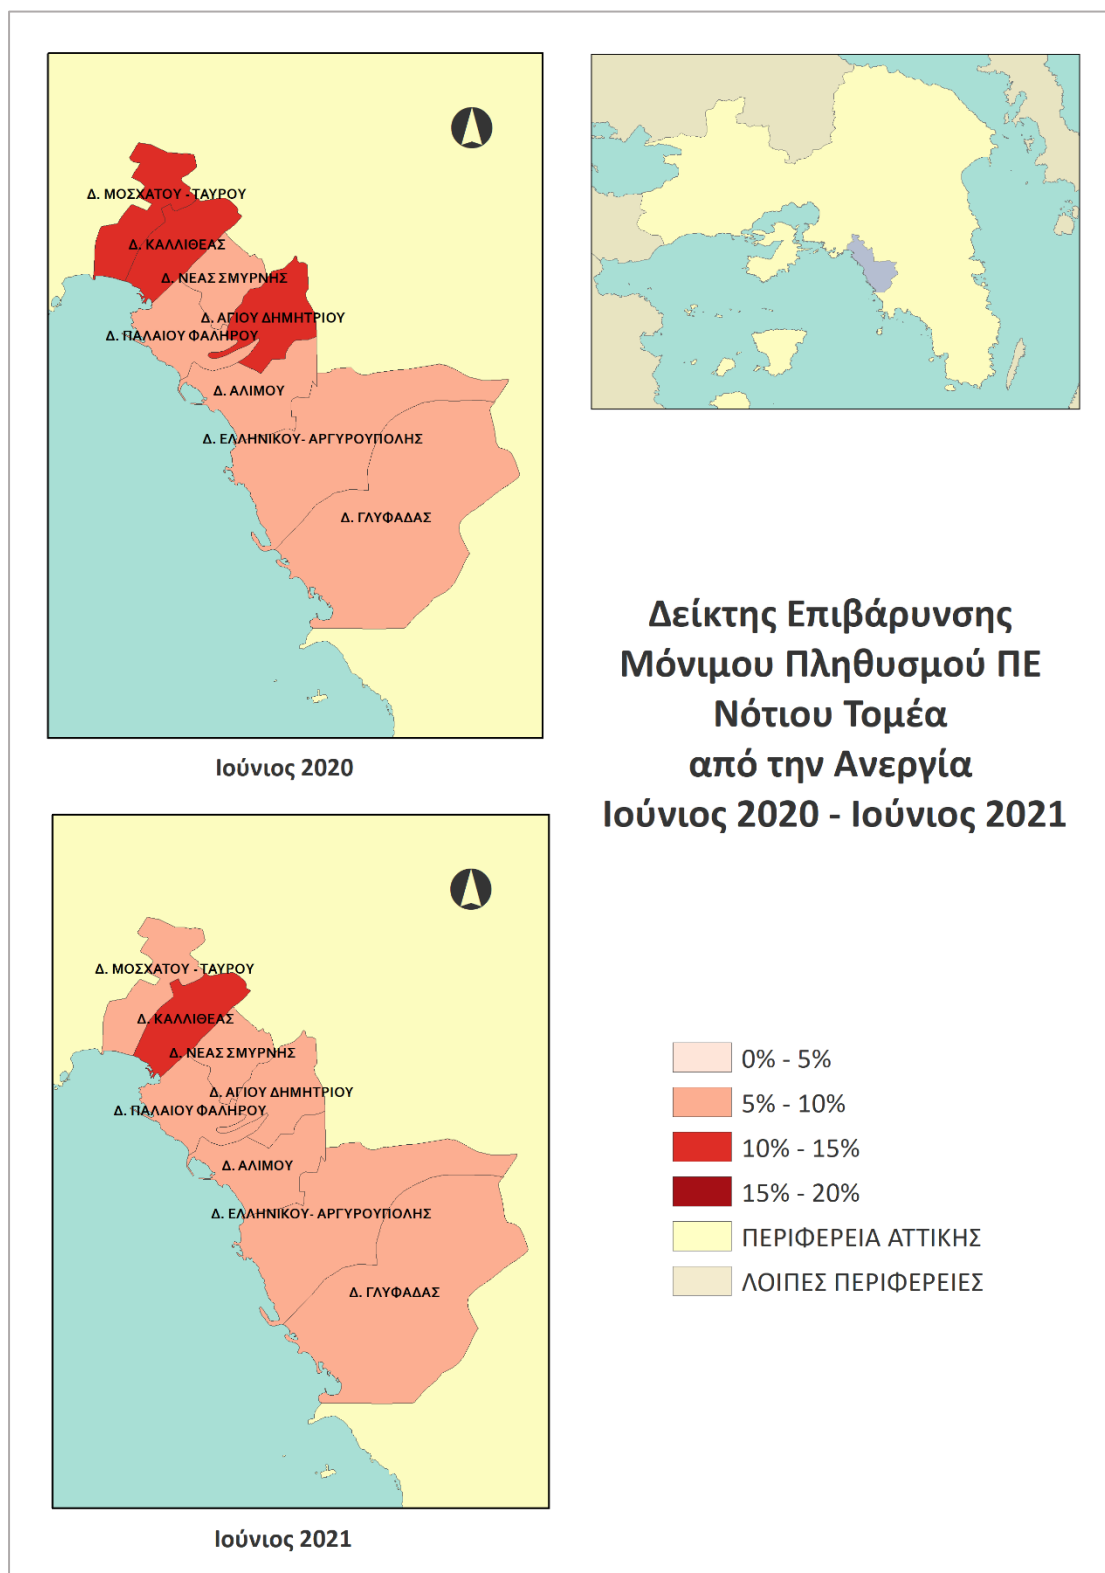 Δ. ΜΟΣΧΑΤΟΥ - ΤΑΥΡΟΥ
Δ. ΚΑΛΛΙΘΕΑΣ
Δ. ΝΕΑΣ ΣΜΥΡΝΗΣ
Δ. ΑΓΙΟΥ ΔΗΜΗΤΡΙΟΥ
Δ. ΠΑΛΑΙΟΥ ΦΑΛΗΡΟΥ
Δ. ΑΛΙΜΟΥ
Δ. ΕΛΛΗΝΙΚΟΥ- ΑΡΓΥΡΟΥΠΟΛΗΣ
Δ. ΓΛΥΦΑΔΑΣ
Ιούνιος 2020
Δείκτης Επιβάρυνσης
Μόνιμου Πληθυσμού ΠΕ
Νότιου Τομέα
από την Ανεργία
Ιούνιος 2020 - Ιούνιος 2021
Δ. ΜΟΣΧΑΤΟΥ - ΤΑΥΡΟΥ
Δ. ΚΑΛΛΙΘΕΑΣ
Δ. ΝΕΑΣ ΣΜΥΡΝΗΣ
Δ. ΑΓΙΟΥ ΔΗΜΗΤΡΙΟΥ
Δ. ΠΑΛΑΙΟΥ ΦΑΛΗΡΟΥ
Δ. ΑΛΙΜΟΥ
Δ. ΕΛΛΗΝΙΚΟΥ- ΑΡΓΥΡΟΥΠΟΛΗΣ
Δ. ΓΛΥΦΑΔΑΣ
Ιούνιος 2021
0% - 5%
5% - 10%
10% - 15%
15% - 20%
ΠΕΡΙΦΕΡΕΙΑ ΑΤΤΙΚΗΣ
ΛΟΙΠΕΣ ΠΕΡΙΦΕΡΕΙΕΣ